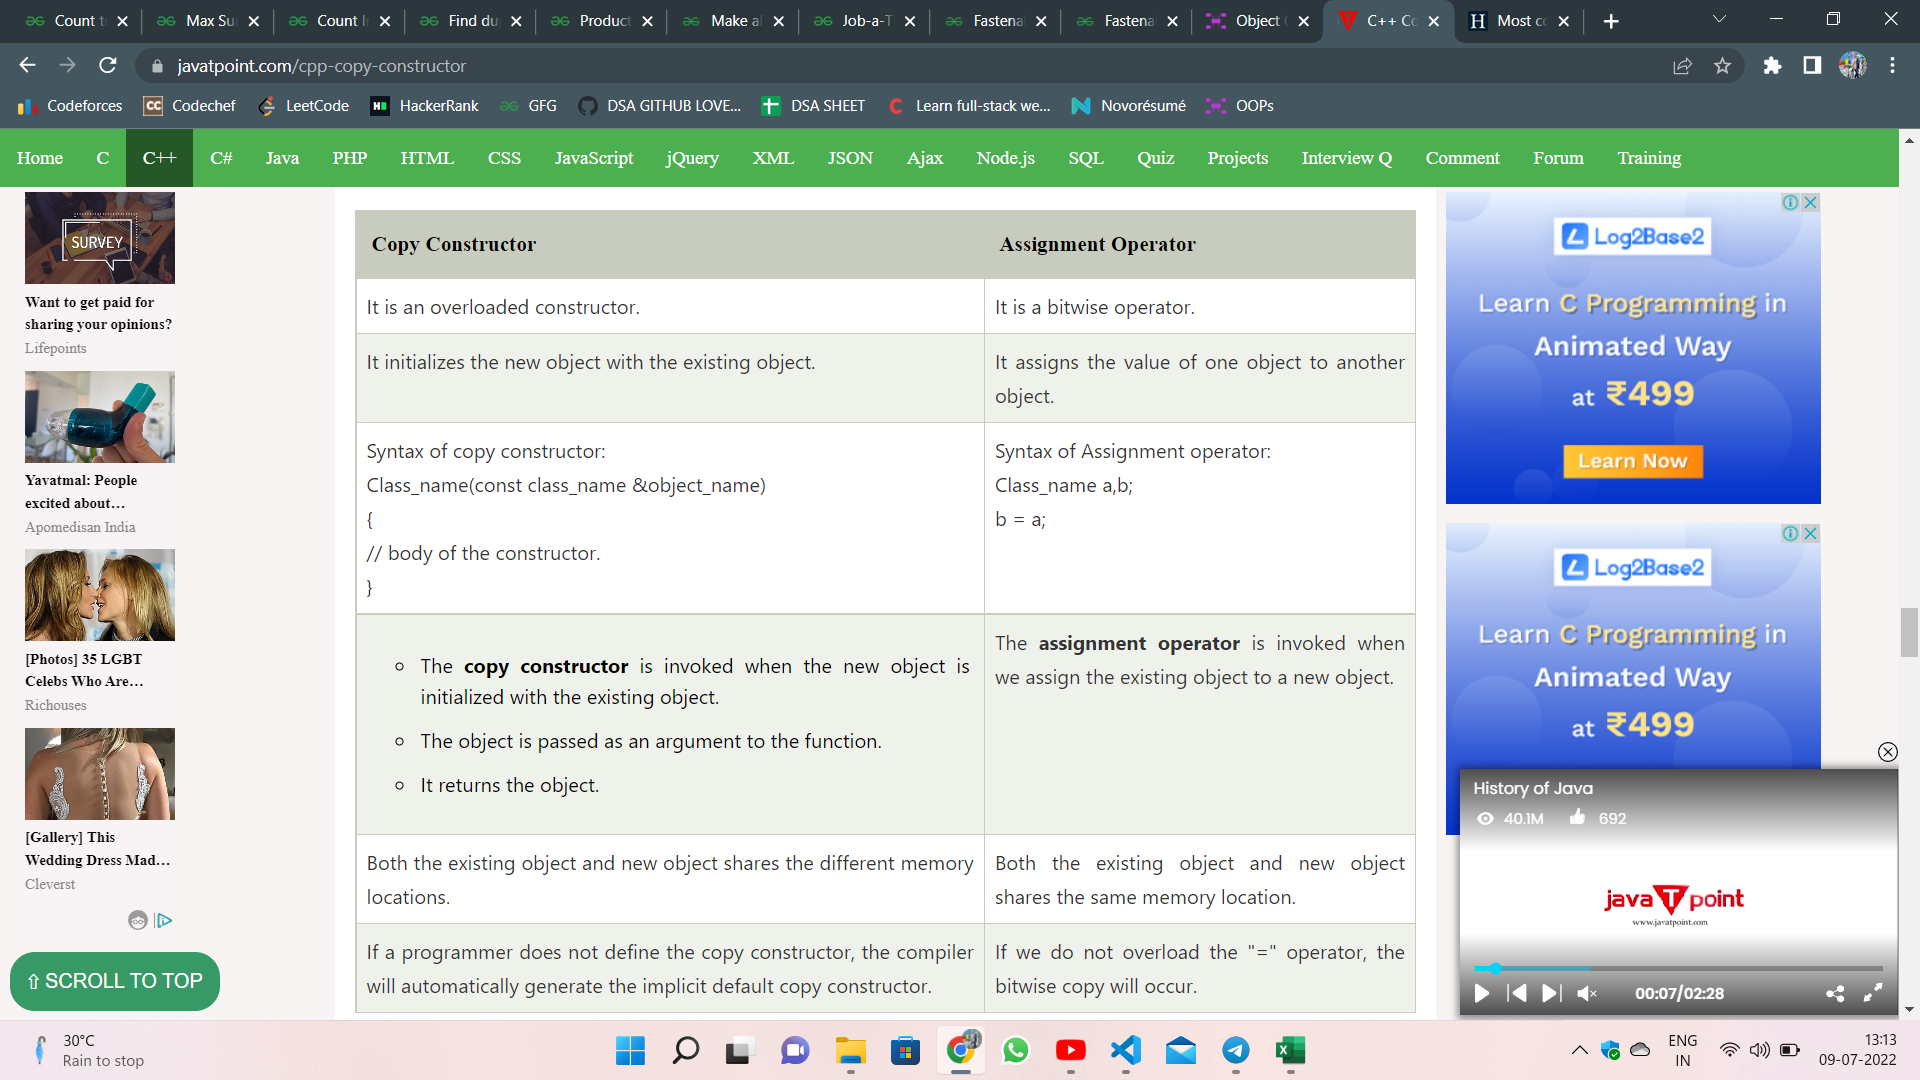 Count t
Max Su
Count I
Find du
Product
Make a
Job-a-T
Fastena
Fastena
Object
C++ Co
Most co
javatpoint.com/cpp-copy-constructor
Codeforces
Codechef
LeetCode
HackerRank
GFG
DSA GITHUB LOVE...
DSA SHEET
Learn full-stack we...
Novorésumé
OOPs
Home C C++ C# Java PHP HTML CSS JavaScript jQuery XML JSON Ajax Node.js SQL Quiz Projects Interview Q Comment Forum Training
SURVEY
Want to get paid for
sharing your opinions?
Lifepoints
Yavatmal: People
excited about...
Apomedisan India
[Photos] 35 LGBT
Celebs Who Are...
Richouses
[Gallery] This
Wedding Dress Mad...
Cleverst
⇧ SCROLL TO TOP
Copy Constructor
Assignment Operator
It is an overloaded constructor.
It is a bitwise operator.
It initializes the new object with the existing object.
It assigns the value of one object to another
object.
Syntax of copy constructor:
Class_name(const class_name &object_name)
{
// body of the constructor.
}
Syntax of Assignment operator:
Class_name a,b;
b = a;
The copy constructor is invoked when the new object is
initialized with the existing object.
The object is passed as an argument to the function.
It returns the object.
The assignment operator is invoked when
we assign the existing object to a new object.
Both the existing object and new object shares the different memory
locations.
Both the existing object and new object
shares the same memory location.
If a programmer does not define the copy constructor, the compiler
will automatically generate the implicit default copy constructor.
If we do not overload the "=" operator, the
bitwise copy will occur.
Log2Base2
Learn C Programming in
Animated Way
at ₹499
Learn Now
Log2Base2
Learn C Programming in
Animated Way
at ₹499
History of Java
40.1M 692
java T point
www.javatpoint.com
00:07/02:28
30°C
Rain to stop
ENG
IN
13:13
09-07-2022